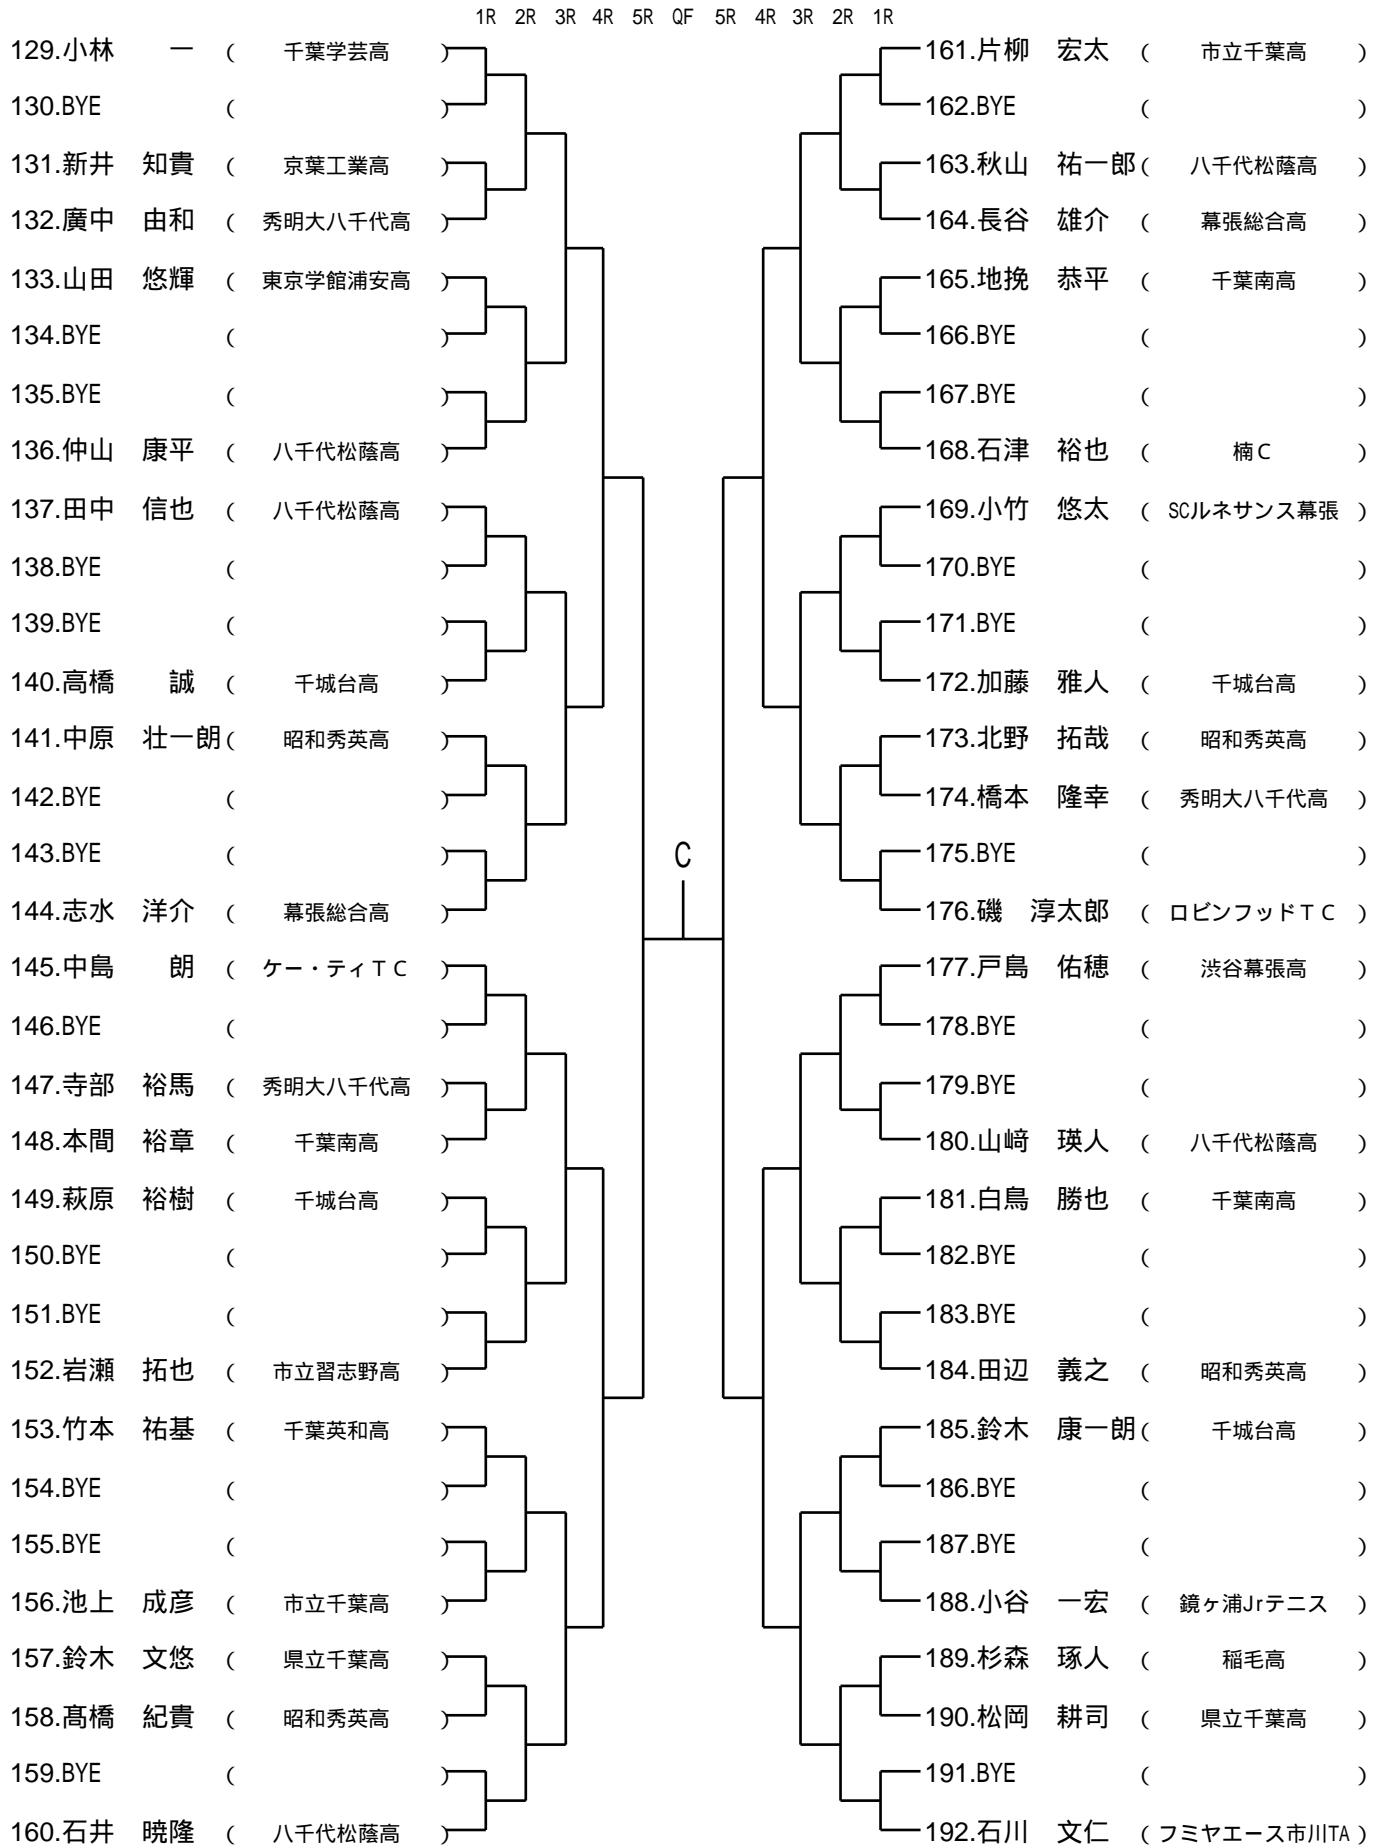 1R 2R 3R 4R 5R QF 5R 4R 3R 2R 1R
129.小林 一 ( 千葉学芸高 )
130.BYE ( )
131.新井 知貴 ( 京葉工業高 )
132.廣中 由和 ( 秀明大八千代高 )
133.山田 悠輝 ( 東京学館浦安高 )
134.BYE ( )
135.BYE ( )
136.仲山 康平 ( 八千代松蔭高 )
137.田中 信也 ( 八千代松蔭高 )
138.BYE ( )
139.BYE ( )
140.高橋 誠 ( 千城台高 )
141.中原 壮一朗 ( 昭和秀英高 )
142.BYE ( )
143.BYE ( )
144.志水 洋介 ( 幕張総合高 )
145.中島 朗 ( ケー・ティTC )
146.BYE ( )
147.寺部 裕馬 ( 秀明大八千代高 )
148.本間 裕章 ( 千葉南高 )
149.萩原 裕樹 ( 千城台高 )
150.BYE ( )
151.BYE ( )
152.岩瀬 拓也 ( 市立習志野高 )
153.竹本 祐基 ( 千葉英和高 )
154.BYE ( )
155.BYE ( )
156.池上 成彦 ( 市立千葉高 )
157.鈴木 文悠 ( 県立千葉高 )
158.髙橋 紀貴 ( 昭和秀英高 )
159.BYE ( )
160.石井 暁隆 ( 八千代松蔭高 )
C
161.片柳 宏太 ( 市立千葉高 )
162.BYE ( )
163.秋山 祐一郎 ( 八千代松蔭高 )
164.長谷 雄介 ( 幕張総合高 )
165.地挽 恭平 ( 千葉南高 )
166.BYE ( )
167.BYE ( )
168.石津 裕也 ( 楠C )
169.小竹 悠太 ( SCルネサンス幕張 )
170.BYE ( )
171.BYE ( )
172.加藤 雅人 ( 千城台高 )
173.北野 拓哉 ( 昭和秀英高 )
174.橋本 隆幸 ( 秀明大八千代高 )
175.BYE ( )
176.磯 淳太郎 ( ロビンフッドTC )
177.戸島 佑穂 ( 渋谷幕張高 )
178.BYE ( )
179.BYE ( )
180.山﨑 瑛人 ( 八千代松蔭高 )
181.白鳥 勝也 ( 千葉南高 )
182.BYE ( )
183.BYE ( )
184.田辺 義之 ( 昭和秀英高 )
185.鈴木 康一朗 ( 千城台高 )
186.BYE ( )
187.BYE ( )
188.小谷 一宏 ( 鏡ヶ浦Jrテニス )
189.杉森 琢人 ( 稲毛高 )
190.松岡 耕司 ( 県立千葉高 )
191.BYE ( )
192.石川 文仁 ( フミヤエース市川TA )